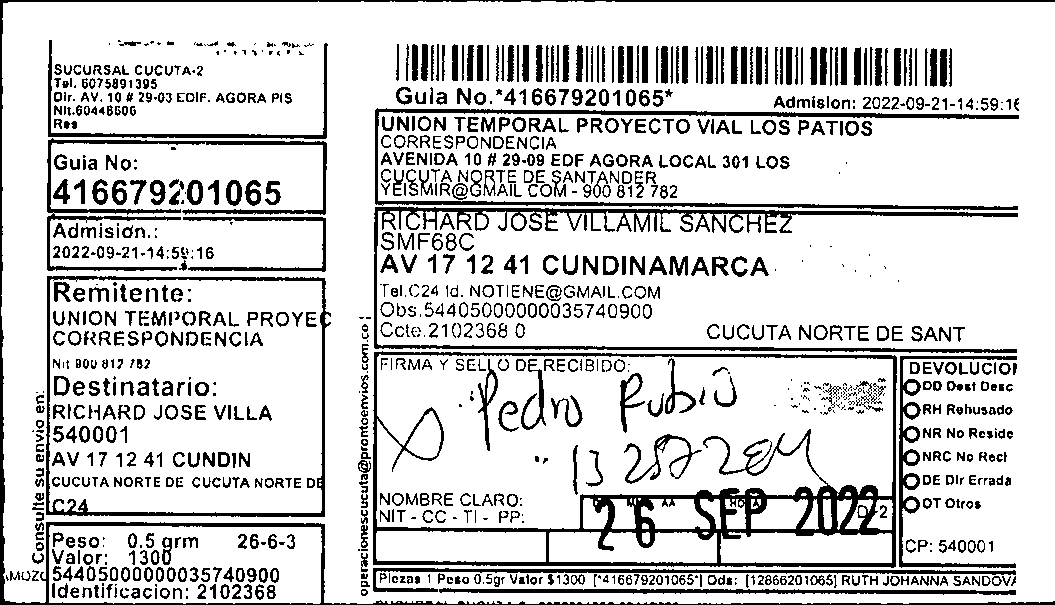 SUCURSAL CUCUTA-2
Tel. 6075891395
Dir. AV. 10 # 29-03 EDIF. AGORA PIS
Nit.60446606
Res
Guia No:
416679201065
Admisión.:
2022-09-21-14:59:16
Remitente:
UNION TEMPORAL PROYEC
CORRESPONDENCIA
Nit 900 812 782
Destinatario:
RICHARD JOSE VILLA
540001
AV 17 12 41 CUNDIN
CUCUTA NORTE DE CUCUTA NORTE DE
C24
Peso: 0.5 grm 26-6-3
Valor: 1300
54405000000035740900
Identificacion: 2102368
Consulte su envio en:
operacionescucuta@prontoenvios.com.co
Guia No.*416679201065*
Admision: 2022-09-21-14:59:16
UNION TEMPORAL PROYECTO VIAL LOS PATIOS
CORRESPONDENCIA
AVENIDA 10 # 29-09 EDF AGORA LOCAL 301 LOS
CUCUTA NORTE DE SANTANDER
YEISMIR@GMAIL COM - 900 812 782
RICHARD JOSE VILLAMIL SANCHEZ
SMF68C
AV 17 12 41 CUNDINAMARCA
Tel.C24 Id. NOTIENE@GMAIL.COM
Obs.54405000000035740900
Ccte.2102368 0
CUCUTA NORTE DE SANT
FIRMA Y SELLO DE RECIBIDO:
Pedro Rubio
NOMBRE CLARO:
NIT - CC - TI - PP:
26 SEP 2022
DEVOLUCION
DD Dest Desc
RH Rehusado
NR No Reside
NRC No Recl
DE Dir Errada
OT Otros
CP: 540001
Piezas 1 Peso 0.5gr Valor $1300 [*416679201065*] Ods: [12866201065] RUTH JOHANNA SANDOVA